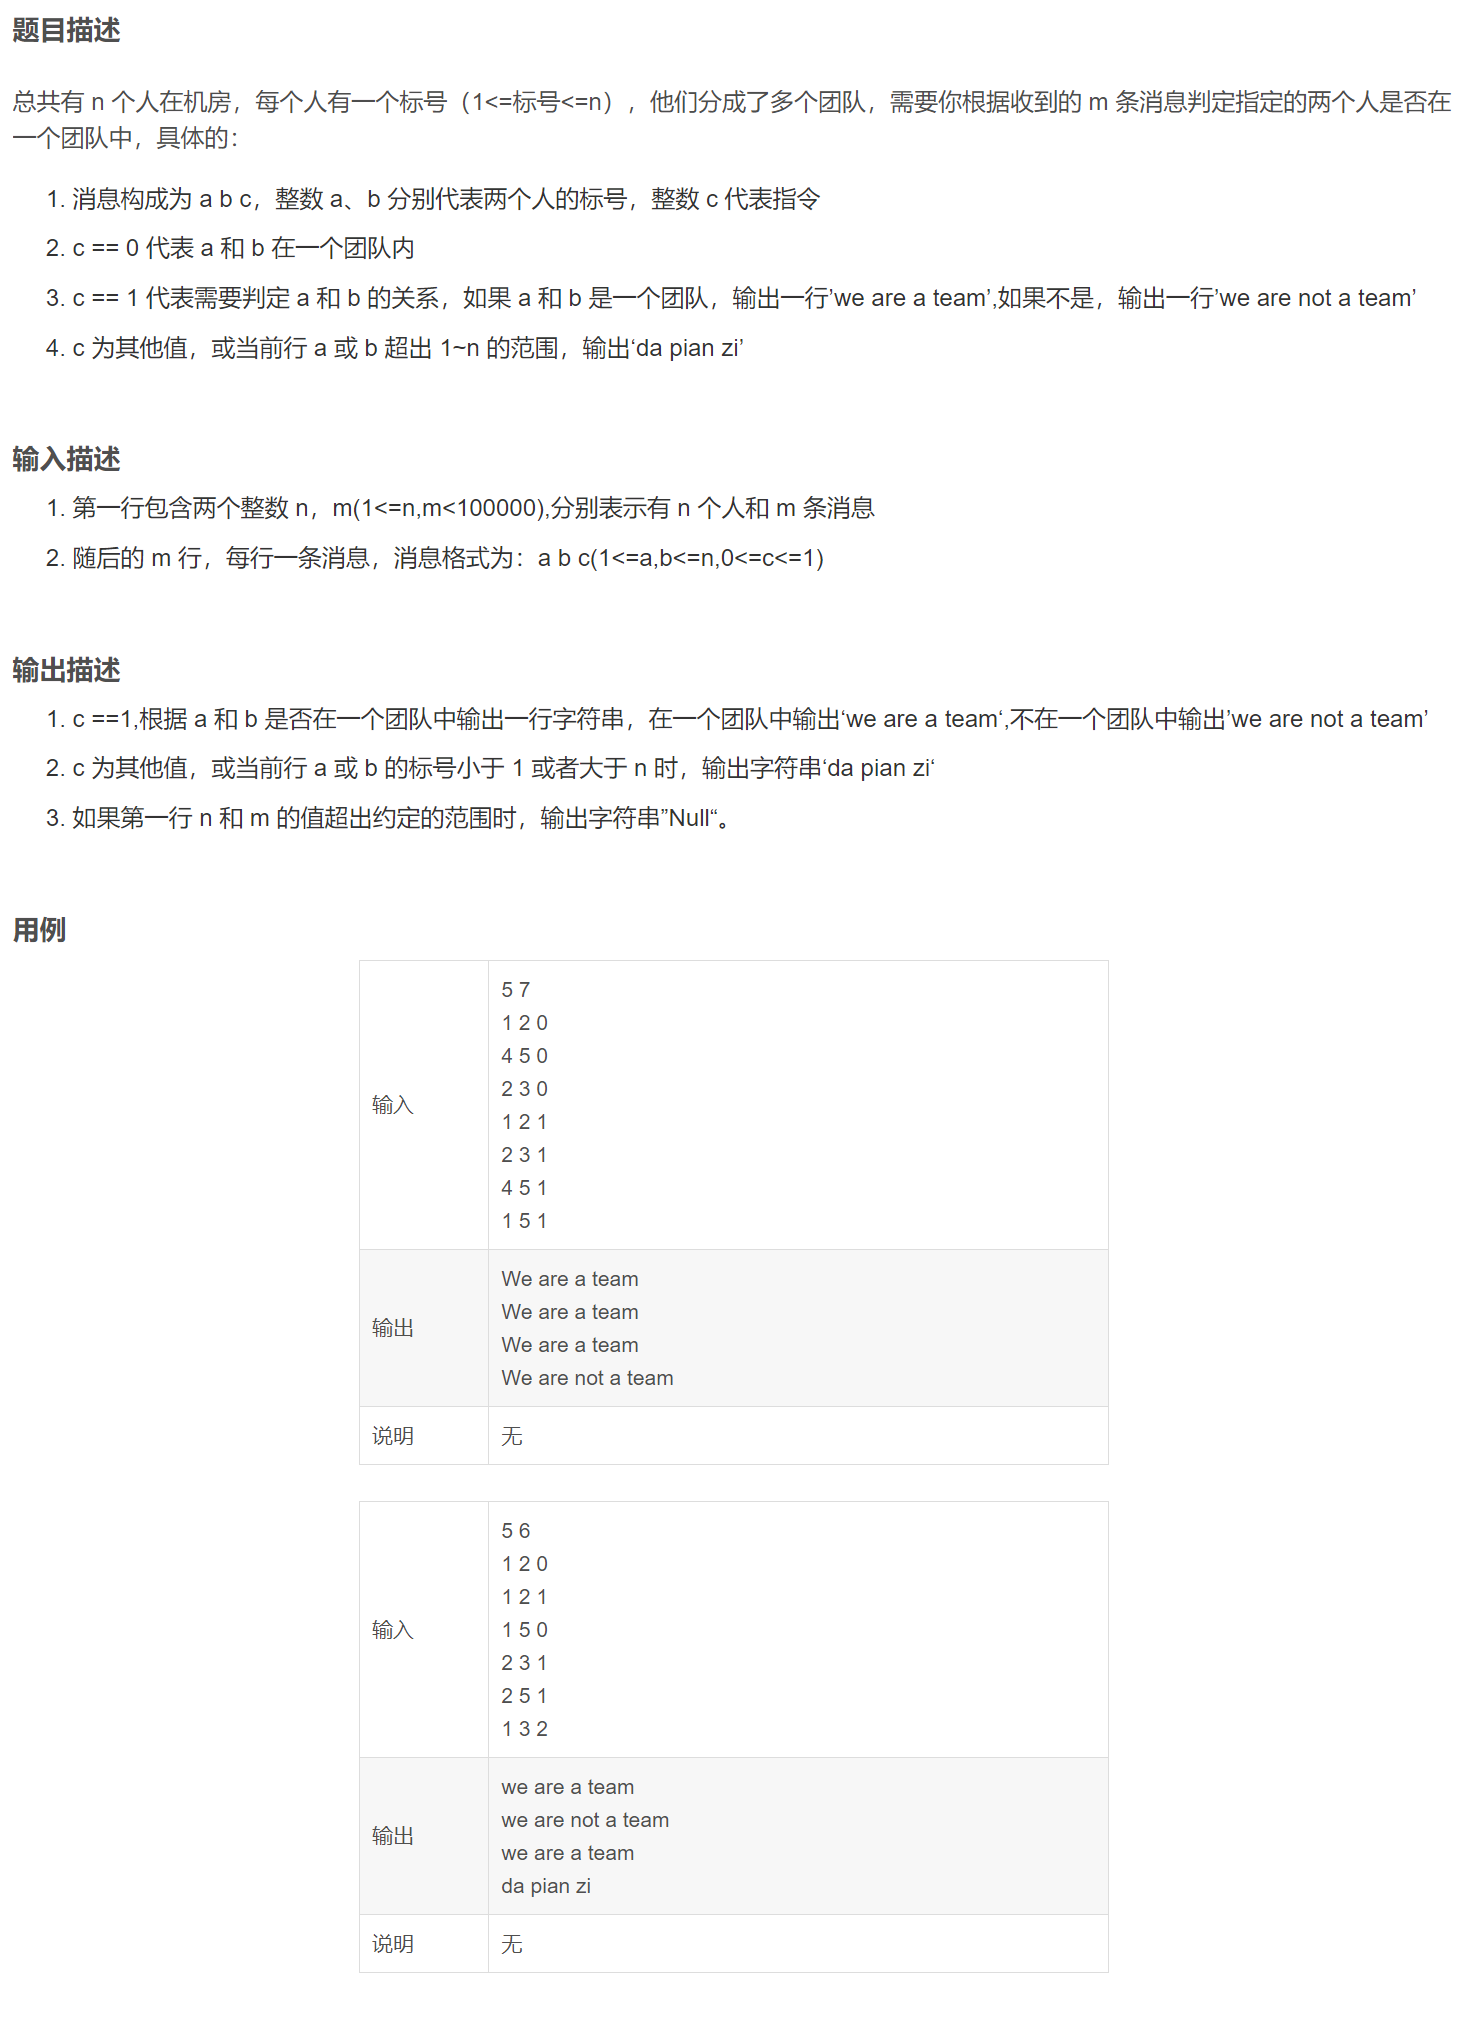 题目描述
总共有 n 个人在机房，每个人有一个标号（1<=标号<=n），他们分成了多个团队，需要你根据收到的 m 条消息判定指定的两个人是否在
一个团队中，具体的：
1. 消息构成为 a b c，整数 a、b 分别代表两个人的标号，整数 c 代表指令
2. c == 0 代表 a 和 b 在一个团队内
3. c == 1 代表需要判定 a 和 b 的关系，如果 a 和 b 是一个团队，输出一行’we are a team’,如果不是，输出一行’we are not a team’
4. c 为其他值，或当前行 a 或 b 超出 1~n 的范围，输出‘da pian zi’
输入描述
1. 第一行包含两个整数 n，m(1<=n,m<100000),分别表示有 n 个人和 m 条消息
2. 随后的 m 行，每行一条消息，消息格式为：a b c(1<=a,b<=n,0<=c<=1)
输出描述
1. c ==1,根据 a 和 b 是否在一个团队中输出一行字符串，在一个团队中输出‘we are a team‘,不在一个团队中输出’we are not a team’
2. c 为其他值，或当前行 a 或 b 的标号小于 1 或者大于 n 时，输出字符串‘da pian zi‘
3. 如果第一行 n 和 m 的值超出约定的范围时，输出字符串”Null“。
用例
输入
5 7
1 2 0
4 5 0
2 3 0
1 2 1
2 3 1
4 5 1
1 5 1
输出
We are a team
We are a team
We are a team
We are not a team
说明
无
输入
5 6
1 2 0
1 2 1
1 5 0
2 3 1
2 5 1
1 3 2
输出
we are a team
we are not a team
we are a team
da pian zi
说明
无